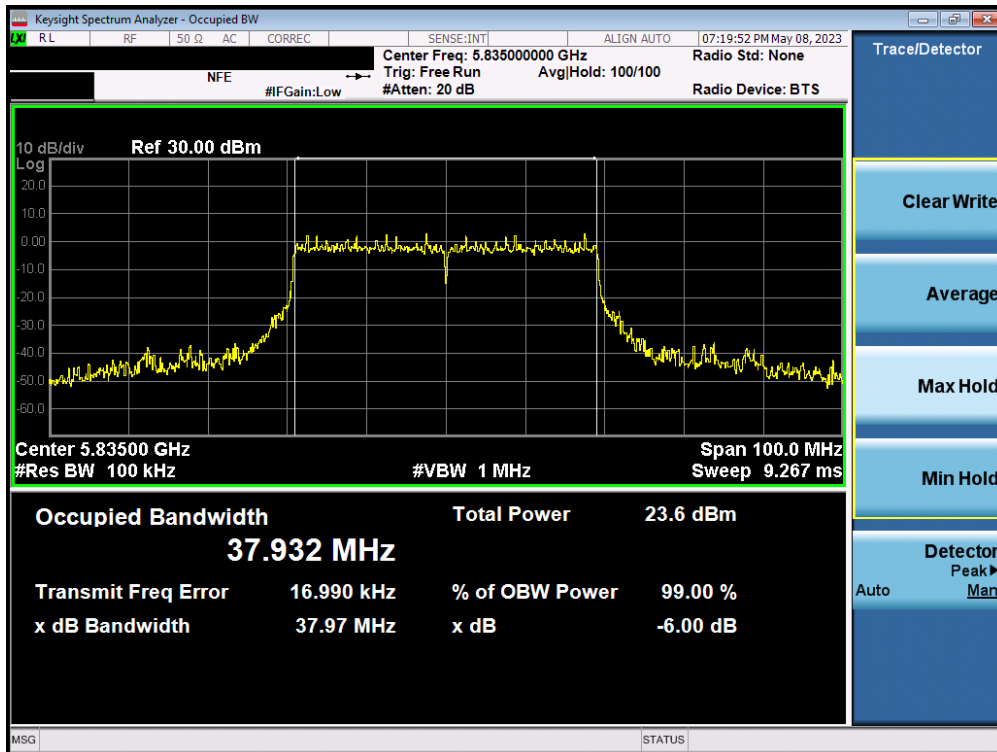 Keysight Spectrum Analyzer - Occupied BW
LXI RL RF 50 Ω AC CORREC SENSE:INT ALIGN AUTO 07:19:52 PM May 08, 2023
Center Freq: 5.835000000 GHz Radio Std: None
NFE Trig: Free Run Avg|Hold: 100/100
#IFGain:Low #Atten: 20 dB Radio Device: BTS
Trace/Detector
10 dB/div Ref 30.00 dBm
Log
20.0
10.0
0.00
-10.0
-20.0
-30.0
-40.0
-50.0
-60.0
Center 5.83500 GHz Span 100.0 MHz
#Res BW 100 kHz #VBW 1 MHz Sweep 9.267 ms
Occupied Bandwidth Total Power 23.6 dBm
37.932 MHz
Transmit Freq Error 16.990 kHz % of OBW Power 99.00 %
x dB Bandwidth 37.97 MHz x dB -6.00 dB
Clear Write
Average
Max Hold
Min Hold
Detector
Peak▶
Auto Man
MSG STATUS